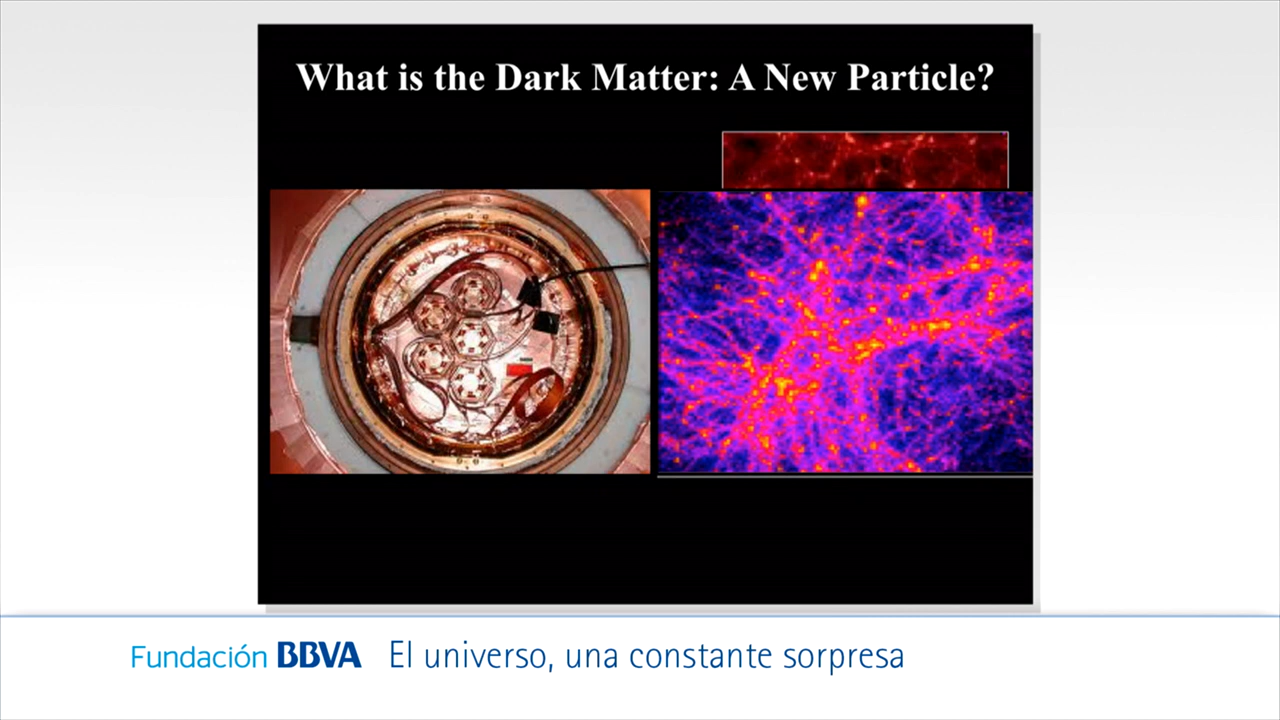 What is the Dark Matter: A New Particle?
Fundación BBVA El universo, una constante sorpresa